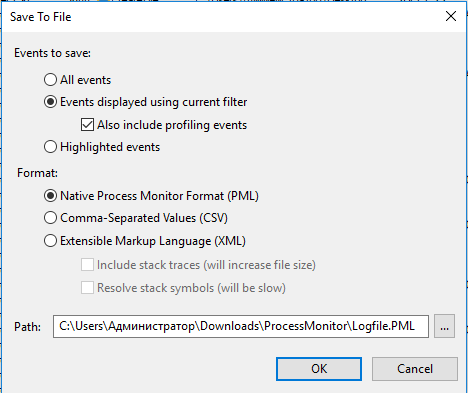 Save To File
Events to save:
All events
Events displayed using current filter
Also include profiling events
Highlighted events
Format:
Native Process Monitor Format (PML)
Comma-Separated Values (CSV)
Extensible Markup Language (XML)
Include stack traces (will increase file size)
Resolve stack symbols (will be slow)
Path: C:\Users\Администратор\Downloads\ProcessMonitor\Logfile.PML ...
OK Cancel